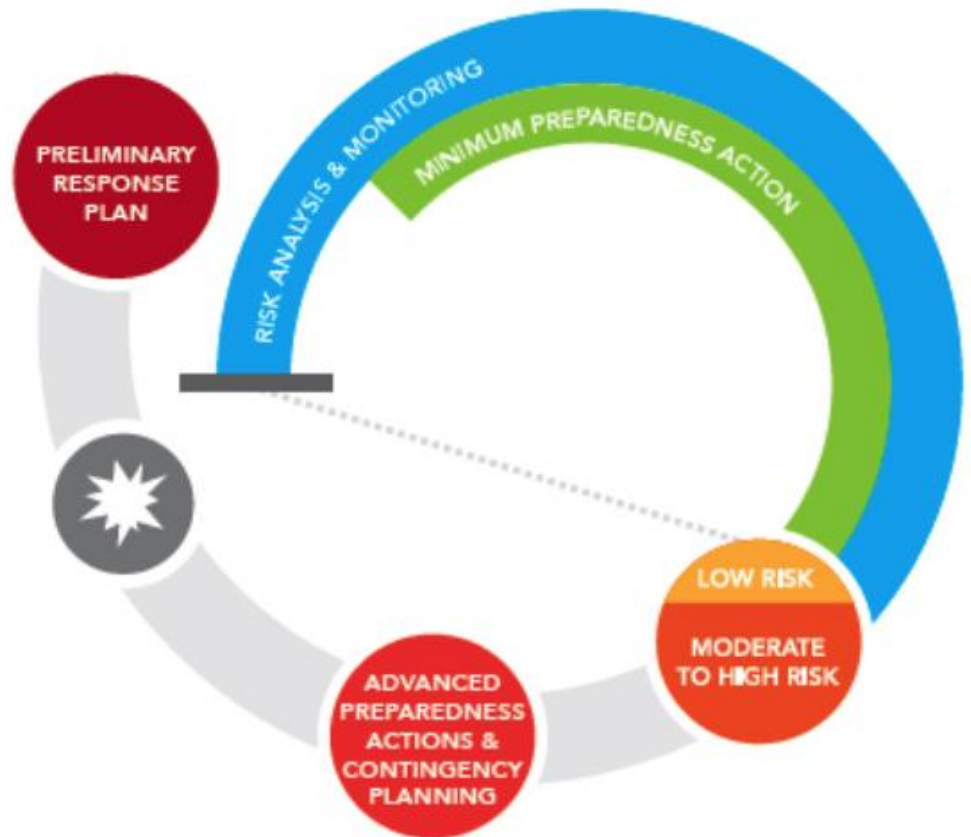 RISK ANALYSIS & MONITORING
MINIMUM PREPAREDNESS ACTION
PRELIMINARY
RESPONSE
PLAN
LOW RISK
MODERATE
TO HIGH RISK
ADVANCED
PREPAREDNESS
ACTIONS &
CONTINGENCY
PLANNING